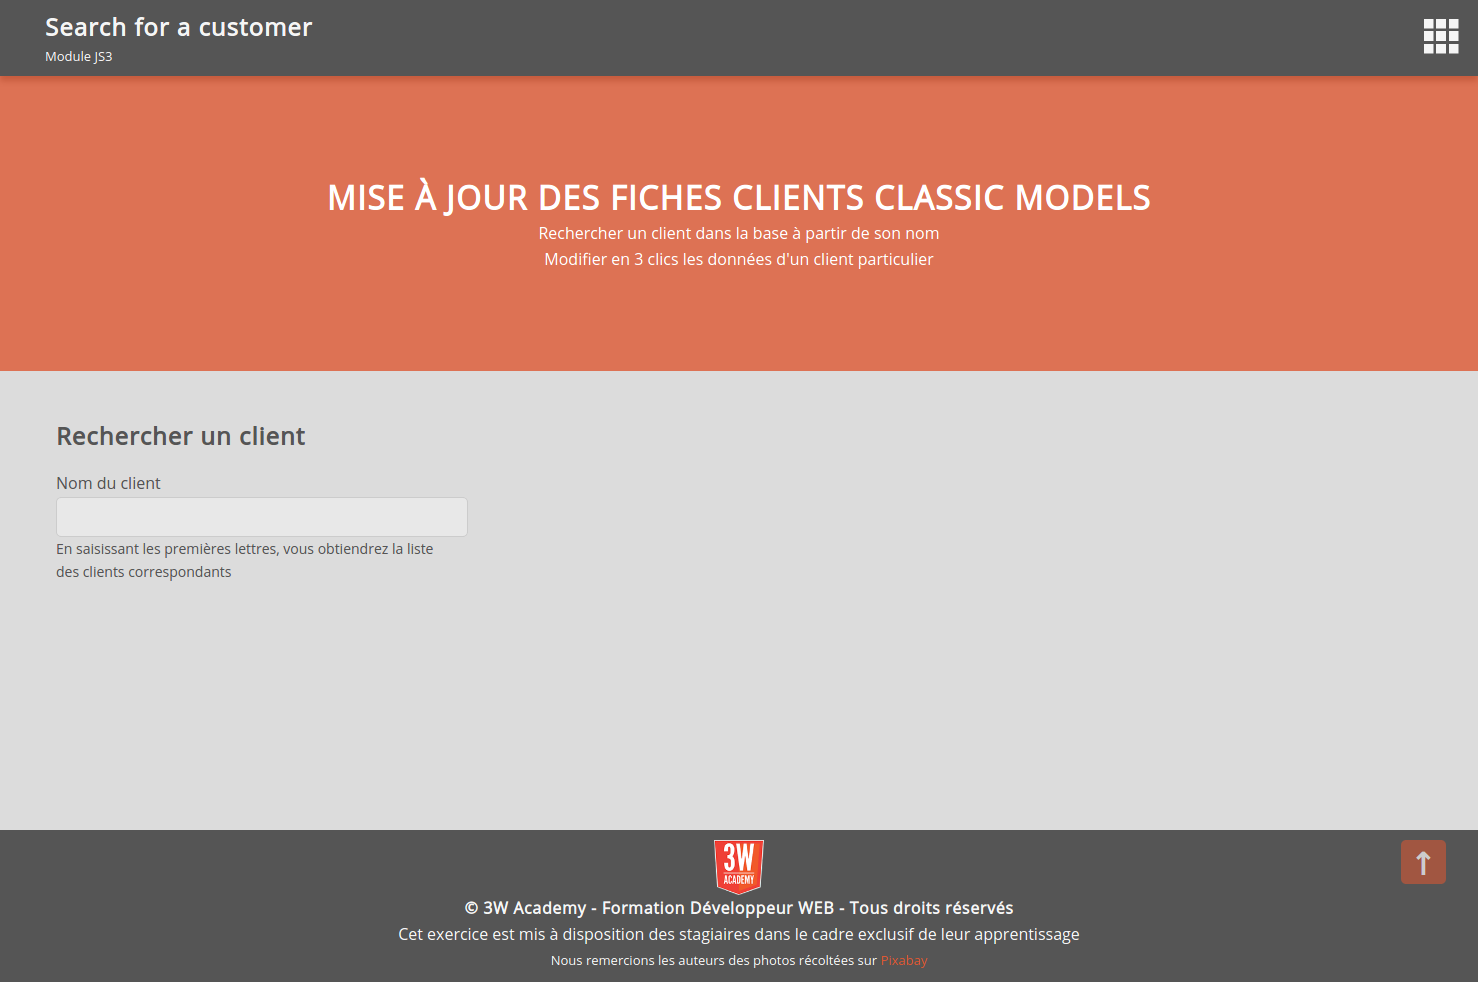 Search for a customer
Module JS3
MISE À JOUR DES FICHES CLIENTS CLASSIC MODELS
Rechercher un client dans la base à partir de son nom
Modifier en 3 clics les données d'un client particulier
Rechercher un client
Nom du client
En saisissant les premières lettres, vous obtiendrez la liste
des clients correspondants
3W
ACADEMY
© 3W Academy - Formation Développeur WEB - Tous droits réservés
Cet exercice est mis à disposition des stagiaires dans le cadre exclusif de leur apprentissage
Nous remercions les auteurs des photos récoltées sur Pixabay